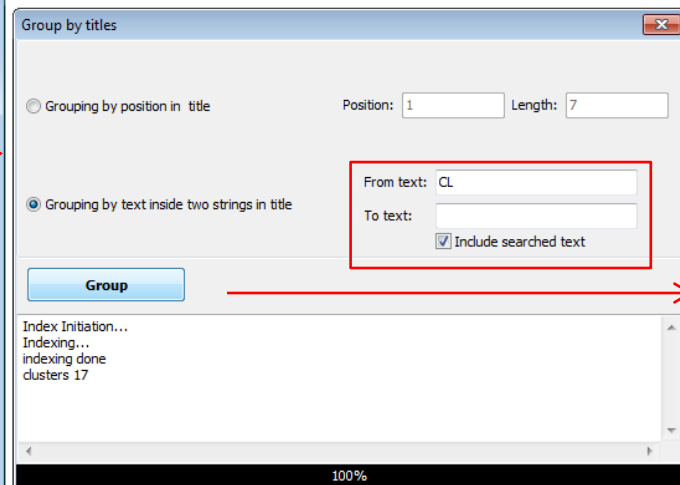 Group by titles
Grouping by position in title Position: 1 Length: 7
From text: CL
Grouping by text inside two strings in title
To text:
Include searched text
Group
Index Initiation...
Indexing...
indexing done
clusters 17
100%